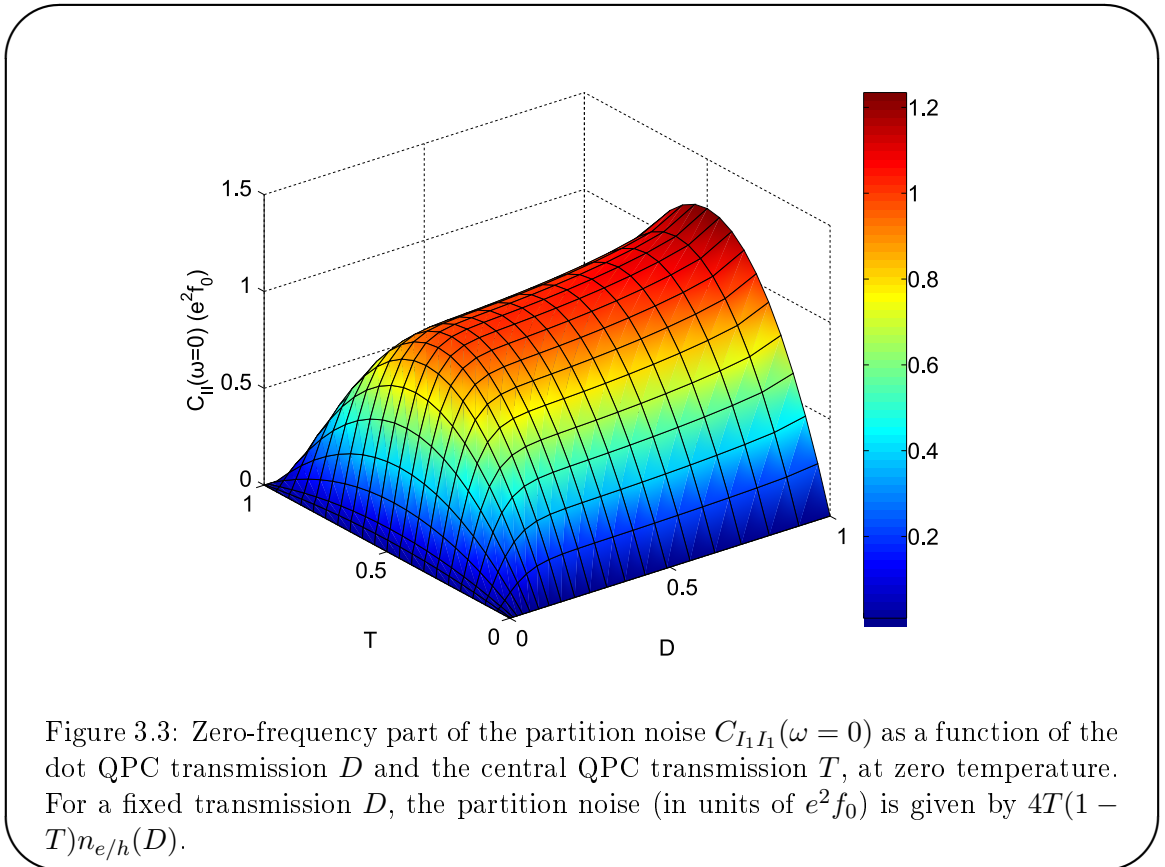 1.5
1
0.5
0
C_II(ω=0) (e²f₀)
1
0.5
0
T
0
0.5
1
D
1.2
1
0.8
0.6
0.4
0.2
Figure 3.3: Zero-frequency part of the partition noise C_{I₁I₁}(ω = 0) as a function of the
dot QPC transmission D and the central QPC transmission T, at zero temperature.
For a fixed transmission D, the partition noise (in units of e²f₀) is given by 4T(1 −
T)n_{e/h}(D).